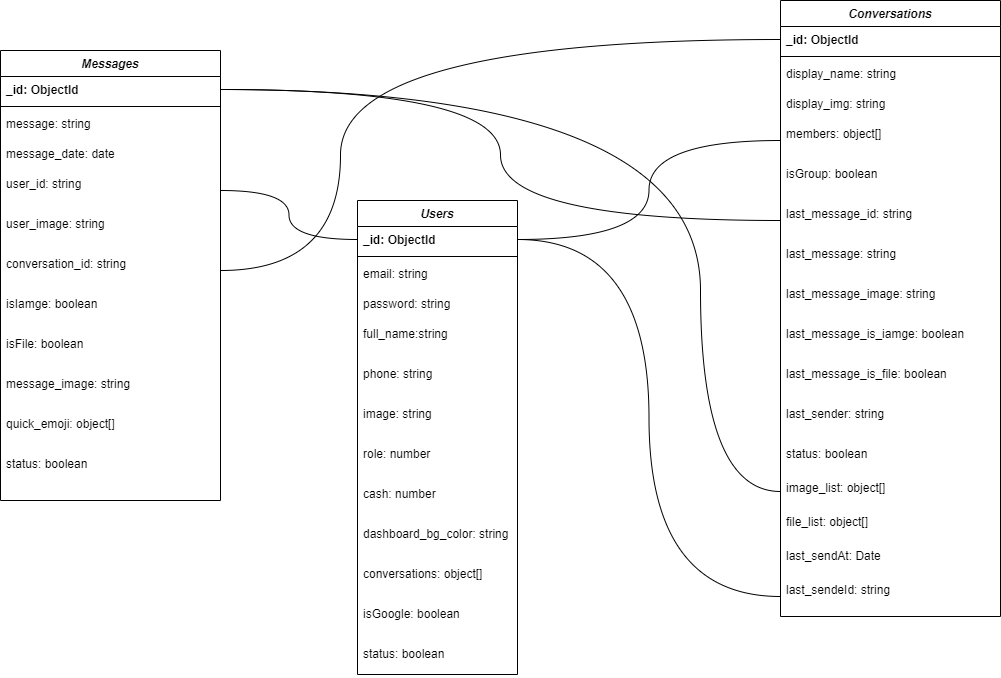 Messages
_id: ObjectId
message: string
message_date: date
user_id: string
user_image: string
conversation_id: string
isIamge: boolean
isFile: boolean
message_image: string
quick_emoji: object[]
status: boolean
Users
_id: ObjectId
email: string
password: string
full_name:string
phone: string
image: string
role: number
cash: number
dashboard_bg_color: string
conversations: object[]
isGoogle: boolean
status: boolean
Conversations
_id: ObjectId
display_name: string
display_img: string
members: object[]
isGroup: boolean
last_message_id: string
last_message: string
last_message_image: string
last_message_is_iamge: boolean
last_message_is_file: boolean
last_sender: string
status: boolean
image_list: object[]
file_list: object[]
last_sendAt: Date
last_sendeId: string